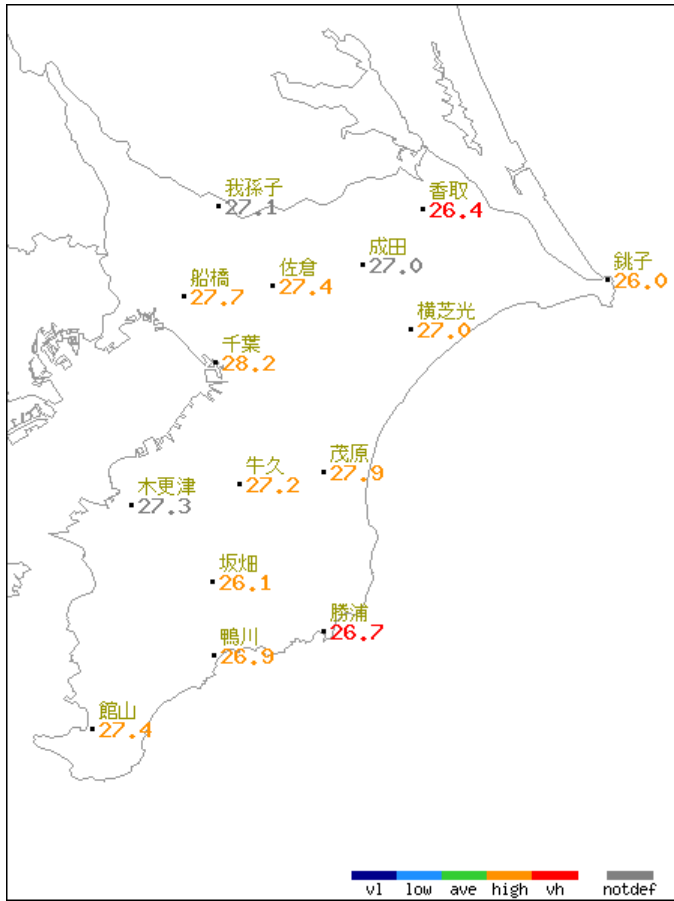 我孫子
27.1
香取
26.4
成田
27.0
佐倉
27.4
船橋
27.7
銚子
26.0
横芝光
27.0
千葉
28.2
茂原
27.9
牛久
27.2
木更津
27.3
坂畑
26.1
勝浦
26.7
鴨川
26.9
館山
27.4
vl low ave high vh notdef